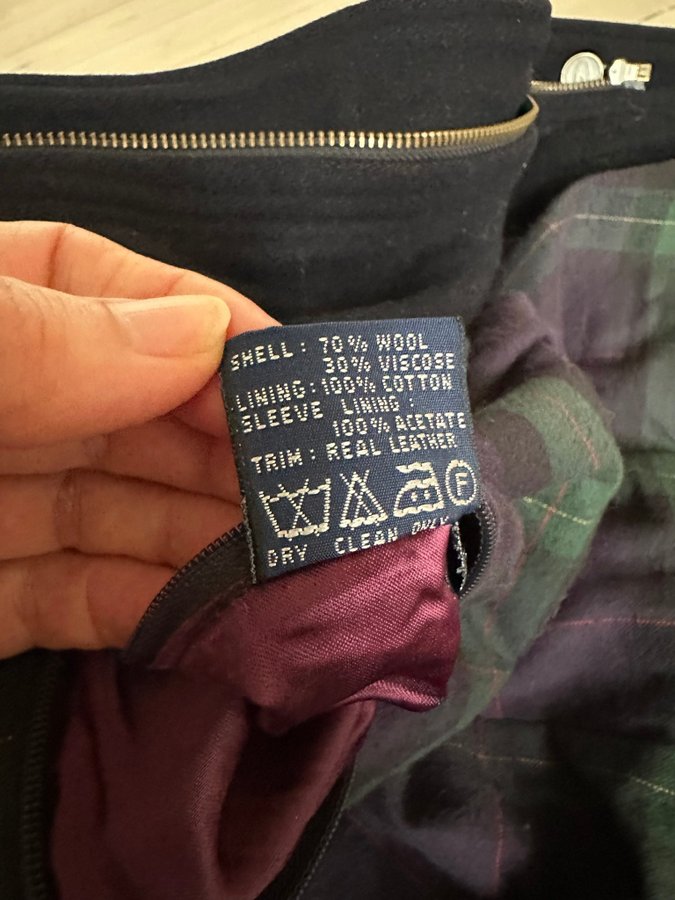 SHELL: 70% WOOL
30% VISCOSE
LINING: 100% COTTON
SLEEVE LINING:
100% ACETATE
TRIM: REAL LEATHER
F
DRY CLEAN ONLY